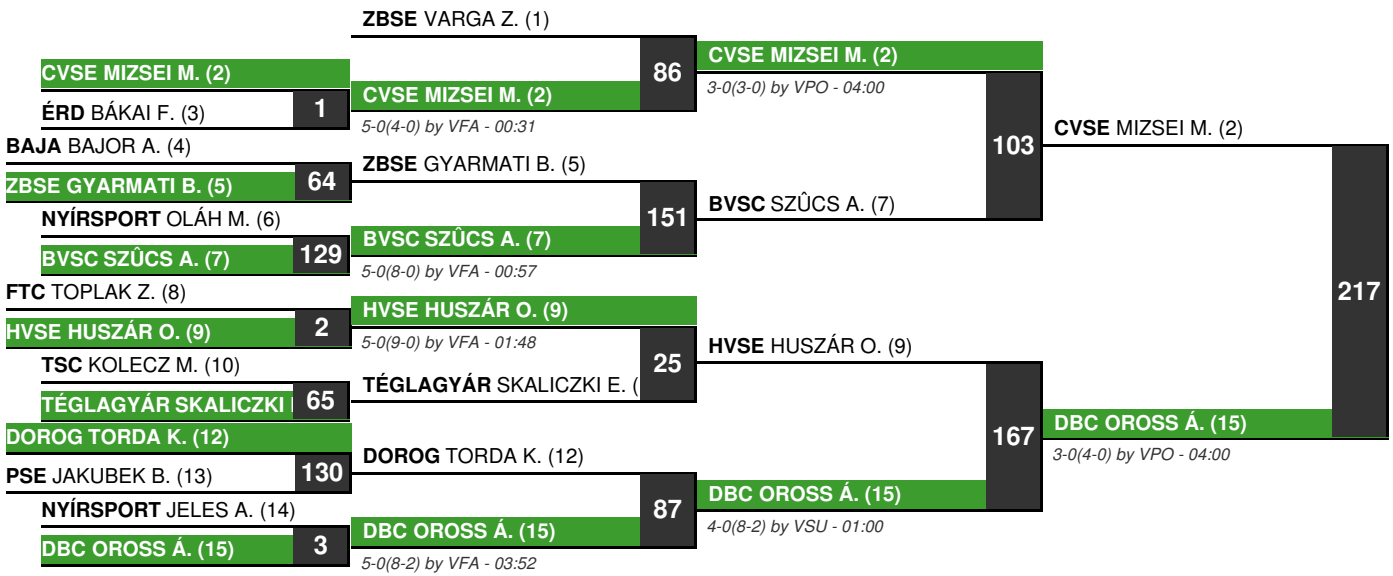 ZBSE VARGA Z. (1)
CVSE MIZSEI M. (2)
ÉRD BÁKAI F. (3)
1
BAJA BAJOR A. (4)
ZBSE GYARMATI B. (5)
64
NYÍRSPORT OLÁH M. (6)
BVSC SZÛCS A. (7)
129
FTC TOPLAK Z. (8)
HVSE HUSZÁR O. (9)
2
TSC KOLECZ M. (10)
TÉGLAGYÁR SKALICZKI
65
DOROG TORDA K. (12)
PSE JAKUBEK B. (13)
130
NYÍRSPORT JELES A. (14)
DBC OROSS Á. (15)
3
CVSE MIZSEI M. (2)
5-0(4-0) by VFA - 00:31
86
ZBSE GYARMATI B. (5)
BVSC SZÛCS A. (7)
5-0(8-0) by VFA - 00:57
151
HVSE HUSZÁR O. (9)
5-0(9-0) by VFA - 01:48
TÉGLAGYÁR SKALICZKI E. (
25
DOROG TORDA K. (12)
DBC OROSS Á. (15)
5-0(8-2) by VFA - 03:52
87
CVSE MIZSEI M. (2)
3-0(3-0) by VPO - 04:00
BVSC SZÛCS A. (7)
103
HVSE HUSZÁR O. (9)
DBC OROSS Á. (15)
4-0(8-2) by VSU - 01:00
167
CVSE MIZSEI M. (2)
DBC OROSS Á. (15)
3-0(4-0) by VPO - 04:00
217